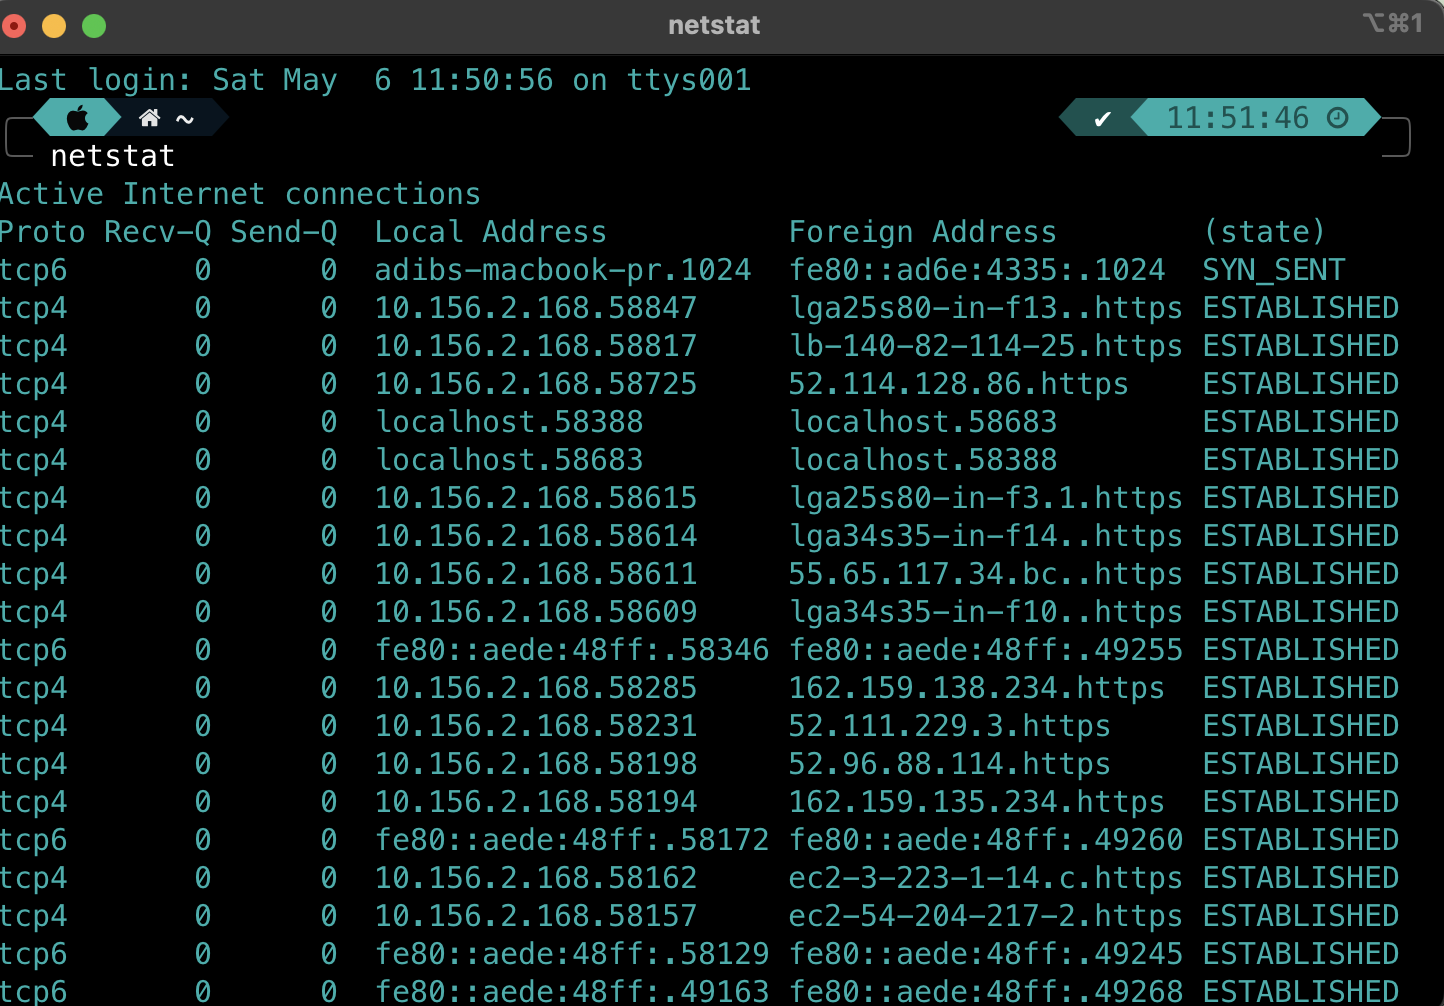 netstat
⌥⌘1
Last login: Sat May  6 11:50:56 on ttys001
~ ✔ 11:51:46
netstat
Active Internet connections
Proto Recv-Q Send-Q  Local Address          Foreign Address        (state)
tcp6       0      0  adibs-macbook-pr.1024  fe80::ad6e:4335:.1024  SYN_SENT
tcp4       0      0  10.156.2.168.58847     lga25s80-in-f13..https ESTABLISHED
tcp4       0      0  10.156.2.168.58817     lb-140-82-114-25.https ESTABLISHED
tcp4       0      0  10.156.2.168.58725     52.114.128.86.https    ESTABLISHED
tcp4       0      0  localhost.58388        localhost.58683        ESTABLISHED
tcp4       0      0  localhost.58683        localhost.58388        ESTABLISHED
tcp4       0      0  10.156.2.168.58615     lga25s80-in-f3.1.https ESTABLISHED
tcp4       0      0  10.156.2.168.58614     lga34s35-in-f14..https ESTABLISHED
tcp4       0      0  10.156.2.168.58611     55.65.117.34.bc..https ESTABLISHED
tcp4       0      0  10.156.2.168.58609     lga34s35-in-f10..https ESTABLISHED
tcp6       0      0  fe80::aede:48ff:.58346 fe80::aede:48ff:.49255 ESTABLISHED
tcp4       0      0  10.156.2.168.58285     162.159.138.234.https  ESTABLISHED
tcp4       0      0  10.156.2.168.58231     52.111.229.3.https     ESTABLISHED
tcp4       0      0  10.156.2.168.58198     52.96.88.114.https     ESTABLISHED
tcp4       0      0  10.156.2.168.58194     162.159.135.234.https  ESTABLISHED
tcp6       0      0  fe80::aede:48ff:.58172 fe80::aede:48ff:.49260 ESTABLISHED
tcp4       0      0  10.156.2.168.58162     ec2-3-223-1-14.c.https ESTABLISHED
tcp4       0      0  10.156.2.168.58157     ec2-54-204-217-2.https ESTABLISHED
tcp6       0      0  fe80::aede:48ff:.58129 fe80::aede:48ff:.49245 ESTABLISHED
tcp6       0      0  fe80::aede:48ff:.49163 fe80::aede:48ff:.49268 ESTABLISHED